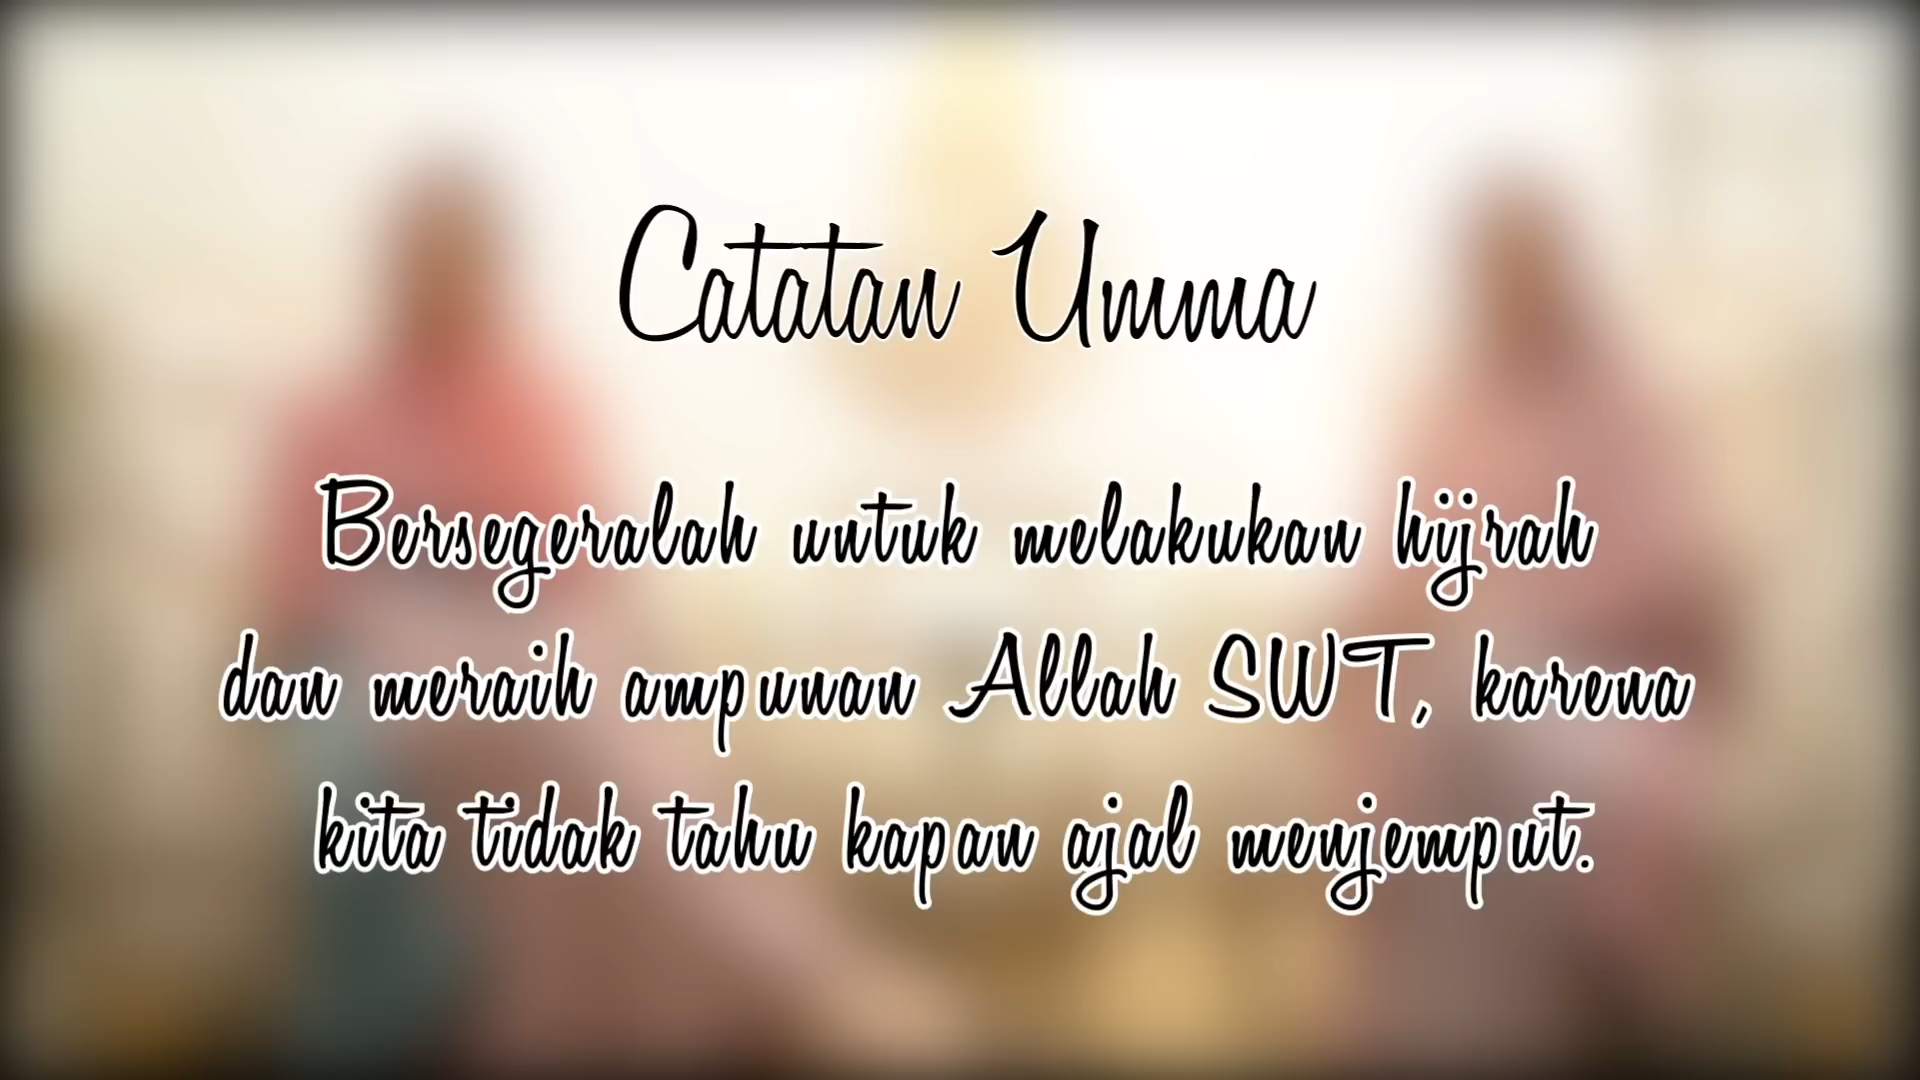 Catatan Umma
Bersegeralah untuk melakukan hijrah
dan meraih ampunan Allah SWT, karena
kita tidak tahu kapan ajal menjemput.